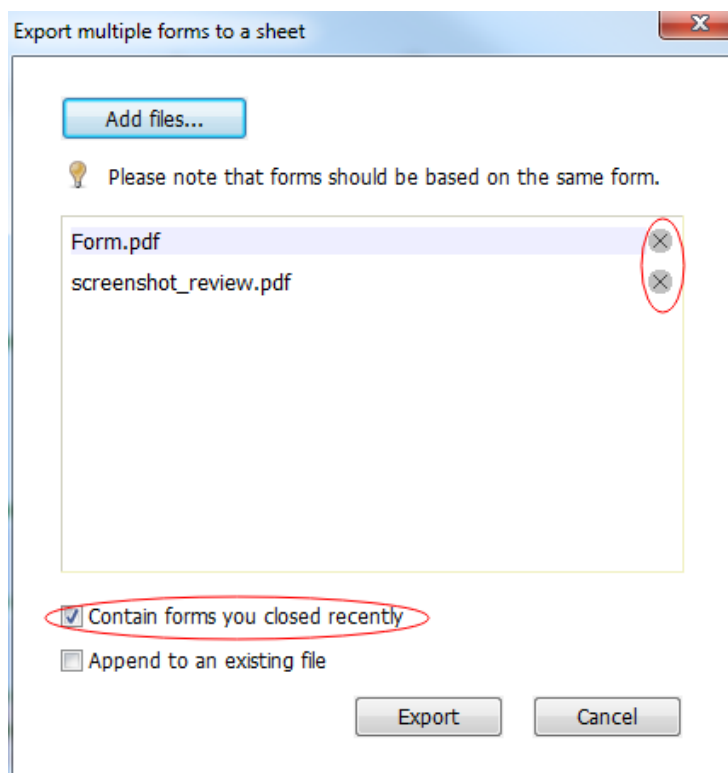 Export multiple forms to a sheet
Add files...
Please note that forms should be based on the same form.
Form.pdf
screenshot_review.pdf
Contain forms you closed recently
Append to an existing file
Export
Cancel